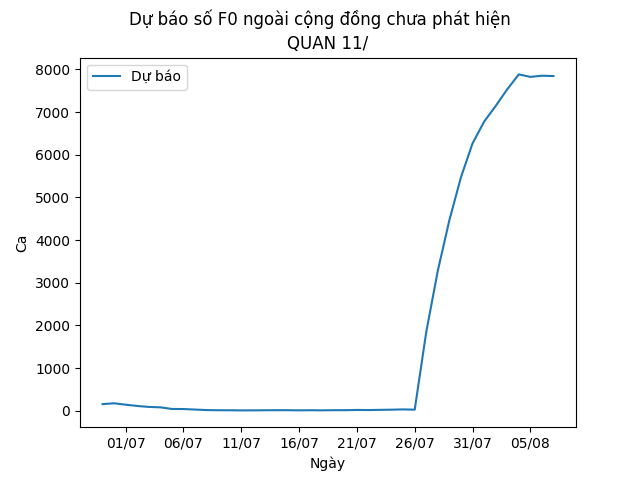 Dự báo số F0 ngoài cộng đồng chưa phát hiện
QUAN 11/
Dự báo
8000
7000
6000
5000
4000
3000
2000
1000
0
Ca
01/07 06/07 11/07 16/07 21/07 26/07 31/07 05/08
Ngày